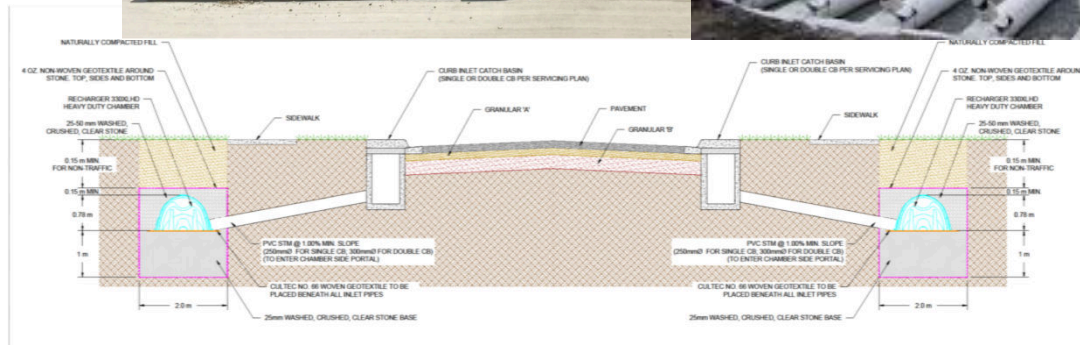 NATURALLY COMPACTED FILL
4 OZ. NON-WOVEN GEOTEXTILE AROUND
STONE. TOP, SIDES AND BOTTOM
RECHARGER 330XLHD
HEAVY DUTY CHAMBER
25-50 mm WASHED,
CRUSHED, CLEAR STONE
SIDEWALK
0.15 m MIN.
FOR NON-TRAFFIC
0.15 m MIN.
0.78 m
1 m
2.0 m
CURB INLET CATCH BASIN
(SINGLE OR DOUBLE CB PER SERVICING PLAN)
GRANULAR 'A'
PAVEMENT
GRANULAR 'B'
PVC STM @ 1.00% MIN. SLOPE
(250mmØ FOR SINGLE CB, 300mmØ FOR DOUBLE CB)
(TO ENTER CHAMBER SIDE PORTAL)
CULTEC NO. 66 WOVEN GEOTEXTILE TO BE
PLACED BENEATH ALL INLET PIPES
25mm WASHED, CRUSHED, CLEAR STONE BASE
CURB INLET CATCH BASIN
(SINGLE OR DOUBLE CB PER SERVICING PLAN)
SIDEWALK
PVC STM @ 1.00% MIN. SLOPE
(250mmØ FOR SINGLE CB, 300mmØ FOR DOUBLE CB)
(TO ENTER CHAMBER SIDE PORTAL)
CULTEC NO. 66 WOVEN GEOTEXTILE TO BE
PLACED BENEATH ALL INLET PIPES
25mm WASHED, CRUSHED, CLEAR STONE BASE
NATURALLY COMPACTED FILL
4 OZ. NON-WOVEN GEOTEXTILE AROUN
STONE. TOP, SIDES AND BOTTOM
RECHARGER 330XLHD
HEAVY DUTY CHAMBER
25-50 mm WASHED,
CRUSHED, CLEAR STONE
0.15 m MIN.
FOR NON-TRAFFIC
0.15 m MIN.
0.78 m
1 m
2.0 m